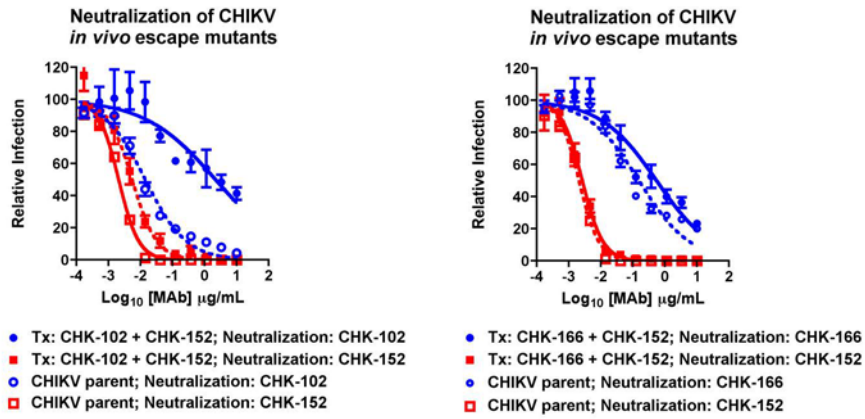 Neutralization of CHIKV
in vivo escape mutants
120
100
80
60
40
20
0
Relative Infection
-4 -3 -2 -1 0 1 2
Log10 [MAb] μg/mL
Tx: CHK-102 + CHK-152; Neutralization: CHK-102
Tx: CHK-102 + CHK-152; Neutralization: CHK-152
CHIKV parent; Neutralization: CHK-102
CHIKV parent; Neutralization: CHK-152
Neutralization of CHIKV
in vivo escape mutants
120
100
80
60
40
20
0
Relative Infection
-4 -3 -2 -1 0 1 2
Log10 [MAb] μg/mL
Tx: CHK-166 + CHK-152; Neutralization: CHK-166
Tx: CHK-166 + CHK-152; Neutralization: CHK-152
CHIKV parent; Neutralization: CHK-166
CHIKV parent; Neutralization: CHK-152